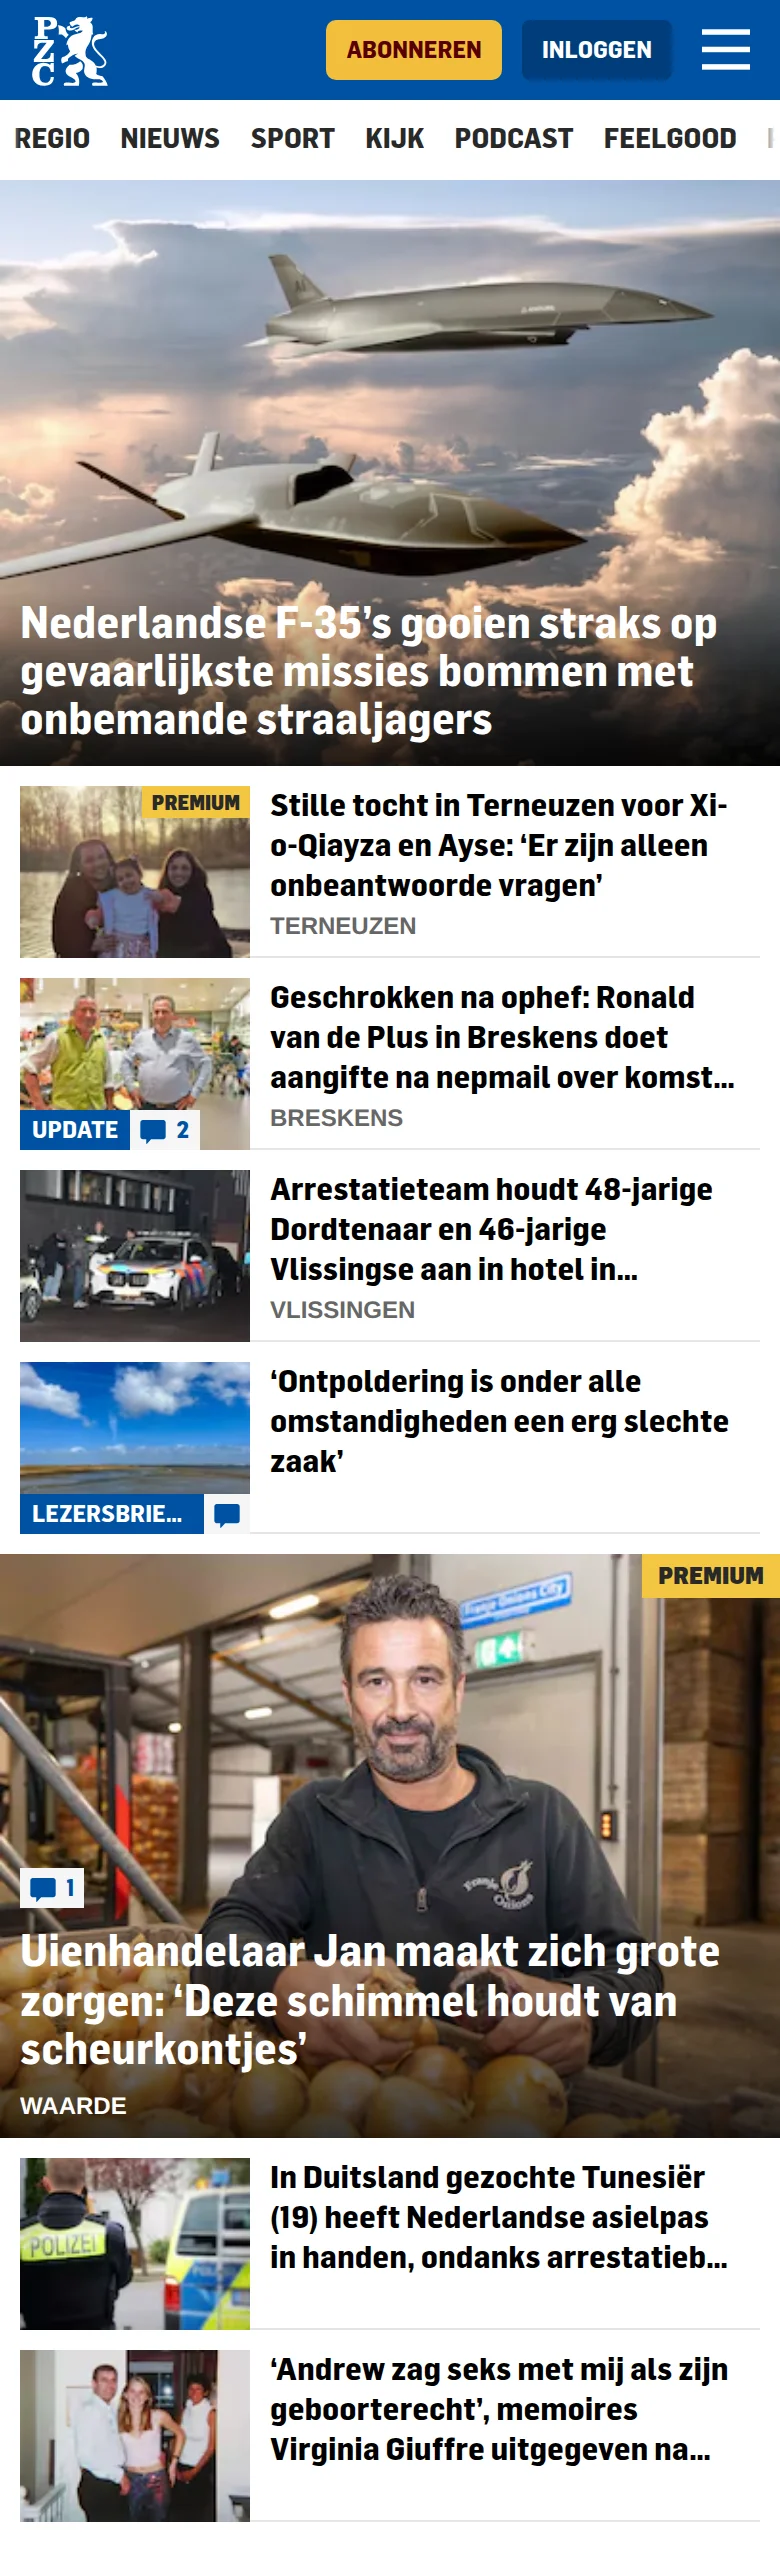 PZC
ABONNEREN
INLOGGEN
REGIO NIEUWS SPORT KIJK PODCAST FEELGOOD
Nederlandse F-35’s gooien straks op
gevaarlijkste missies bommen met
onbemande straaljagers
PREMIUM
Stille tocht in Terneuzen voor Xi-
o-Qiayza en Ayse: ‘Er zijn alleen
onbeantwoorde vragen’
TERNEUZEN
Geschrokken na ophef: Ronald
van de Plus in Breskens doet
aangifte na nepmail over komst...
UPDATE 2
BRESKENS
Arrestatieteam houdt 48-jarige
Dordtenaar en 46-jarige
Vlissingse aan in hotel in...
VLISSINGEN
‘Ontpoldering is onder alle
omstandigheden een erg slechte
zaak’
LEZERSBRIE...
PREMIUM
Franje Onions City
Franje
Onions
1
Uienhandelaar Jan maakt zich grote
zorgen: ‘Deze schimmel houdt van
scheurkontjes’
WAARDE
POLIZEI
In Duitsland gezochte Tunesiër
(19) heeft Nederlandse asielpas
in handen, ondanks arrestatieb...
‘Andrew zag seks met mij als zijn
geboorterecht’, memoires
Virginia Giuffre uitgegeven na...